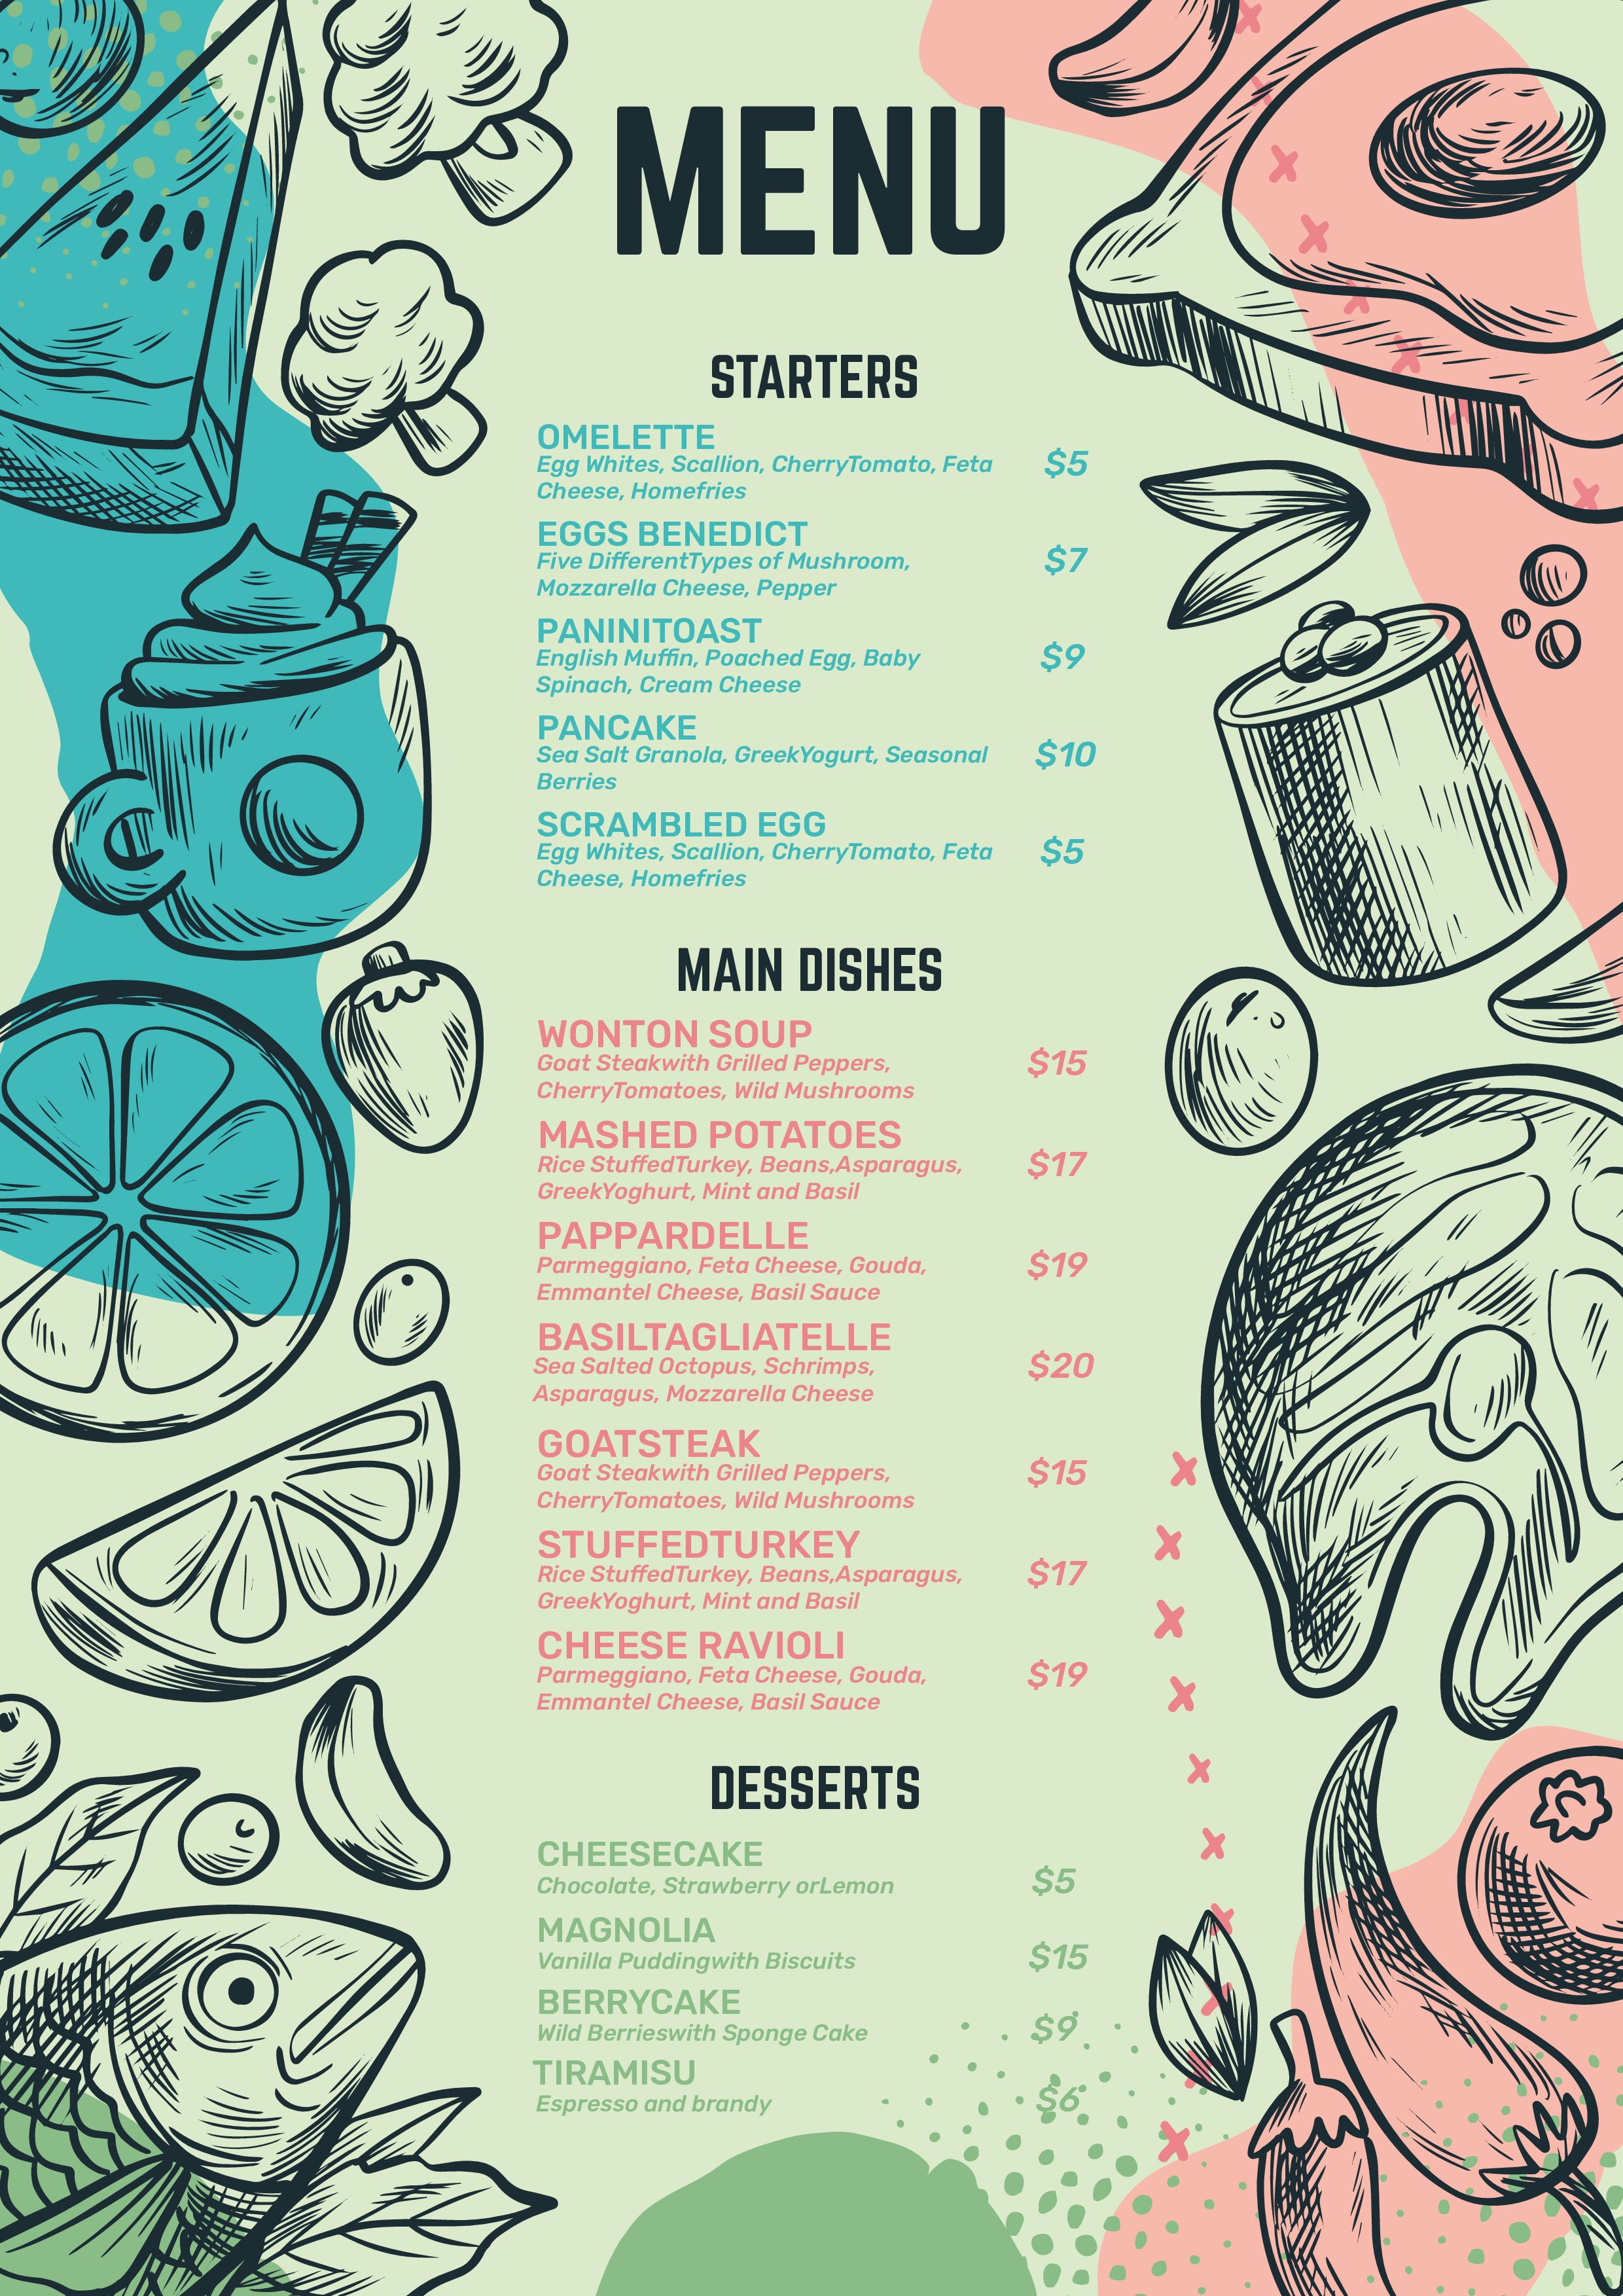 MENU
STARTERS
OMELETTE
Egg Whites, Scallion, CherryTomato, Feta
Cheese, Homefries
$5
EGGS BENEDICT
Five DifferentTypes of Mushroom,
Mozzarella Cheese, Pepper
$7
PANINITOAST
English Muffin, Poached Egg, Baby
Spinach, Cream Cheese
$9
PANCAKE
Sea Salt Granola, GreekYogurt, Seasonal
Berries
$10
SCRAMBLED EGG
Egg Whites, Scallion, CherryTomato, Feta
Cheese, Homefries
$5
MAIN DISHES
WONTON SOUP
Goat Steakwith Grilled Peppers,
CherryTomatoes, Wild Mushrooms
$15
MASHED POTATOES
Rice StuffedTurkey, Beans,Asparagus,
GreekYoghurt, Mint and Basil
$17
PAPPARDELLE
Parmeggiano, Feta Cheese, Gouda,
Emmantel Cheese, Basil Sauce
$19
BASILTAGLIATELLE
Sea Salted Octopus, Schrimps,
Asparagus, Mozzarella Cheese
$20
GOATSTEAK
Goat Steakwith Grilled Peppers,
CherryTomatoes, Wild Mushrooms
$15
STUFFEDTURKEY
Rice StuffedTurkey, Beans,Asparagus,
GreekYoghurt, Mint and Basil
$17
CHEESE RAVIOLI
Parmeggiano, Feta Cheese, Gouda,
Emmantel Cheese, Basil Sauce
$19
DESSERTS
CHEESECAKE
Chocolate, Strawberry orLemon
$5
MAGNOLIA
Vanilla Puddingwith Biscuits
$15
BERRYCAKE
Wild Berrieswith Sponge Cake
$9
TIRAMISU
Espresso and brandy
$6